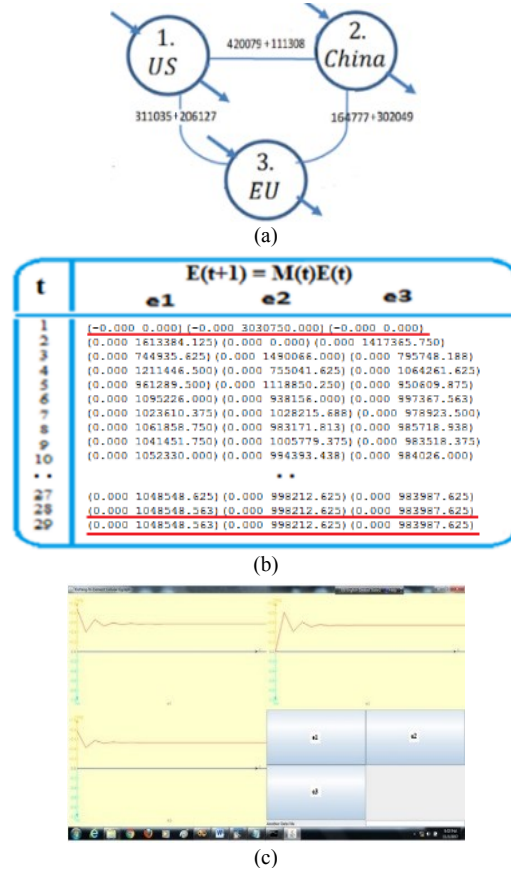 1.
US
420079+111308
2.
China
311035+206127
164777+302049
3.
EU
(a)
t
E(t+1) = M(t)E(t)
e1 e2 e3
1 {-0.000 0.000}{-0.000 3030750.000}{-0.000 0.000}
2 {0.000 1613384.125}{0.000 0.000}{0.000 1417365.750}
3 {0.000 744935.625}{0.000 1490066.000}{0.000 795748.188}
4 {0.000 1211446.500}{0.000 755041.625}{0.000 1064261.625}
5 {0.000 961289.500}{0.000 1118850.250}{0.000 950609.875}
6 {0.000 1095226.000}{0.000 938156.000}{0.000 997367.563}
7 {0.000 1023610.375}{0.000 1028215.688}{0.000 978923.500}
8 {0.000 1061858.750}{0.000 983171.813}{0.000 985718.938}
9 {0.000 1041451.750}{0.000 1005779.375}{0.000 983518.375}
10 {0.000 1052330.000}{0.000 994393.438}{0.000 984026.000}
.. ..
27 {0.000 1048548.625}{0.000 998212.625}{0.000 983987.625}
28 {0.000 1048548.563}{0.000 998212.625}{0.000 983987.625}
29 {0.000 1048548.563}{0.000 998212.625}{0.000 983987.625}
(b)
e1
e2
e3
(c)